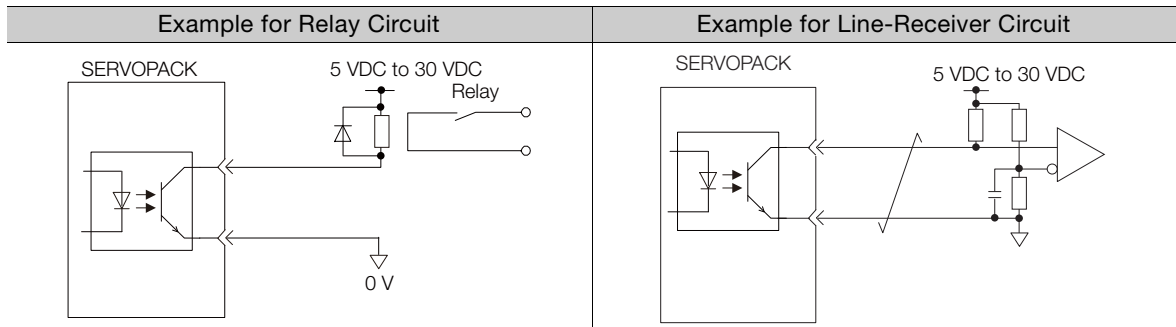 Example for Relay Circuit
Example for Line-Receiver Circuit
SERVOPACK
5 VDC to 30 VDC
Relay
0 V
SERVOPACK
5 VDC to 30 VDC